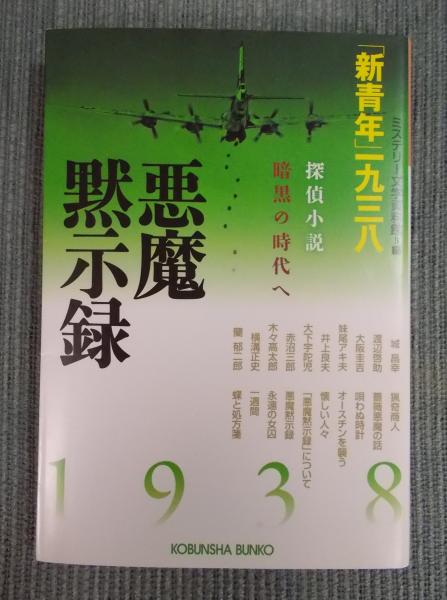 「新青年」一九三八
ミステリー文学資料館・編
探偵小説
暗黒の時代へ
悪魔
黙示録
城 昌幸 猟奇商人
渡辺啓助 薔薇悪魔の話
大阪圭吉 唄わぬ時計
妹尾アキ夫 オースチンを襲う
井上良夫 懐しい人々
大下宇陀児 「悪魔黙示録」について
赤沼三郎 悪魔黙示録
木々高太郎 永遠の女囚
横溝正史 一週間
蘭 郁二郎 蝶と処方箋
1938
KOBUNSHA BUNKO